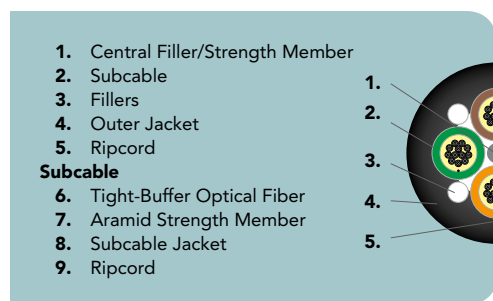 1. Central Filler/Strength Member
2. Subcable
3. Fillers
4. Outer Jacket
5. Ripcord
Subcable
6. Tight-Buffer Optical Fiber
7. Aramid Strength Member
8. Subcable Jacket
9. Ripcord
1.
2.
3.
4.
5.